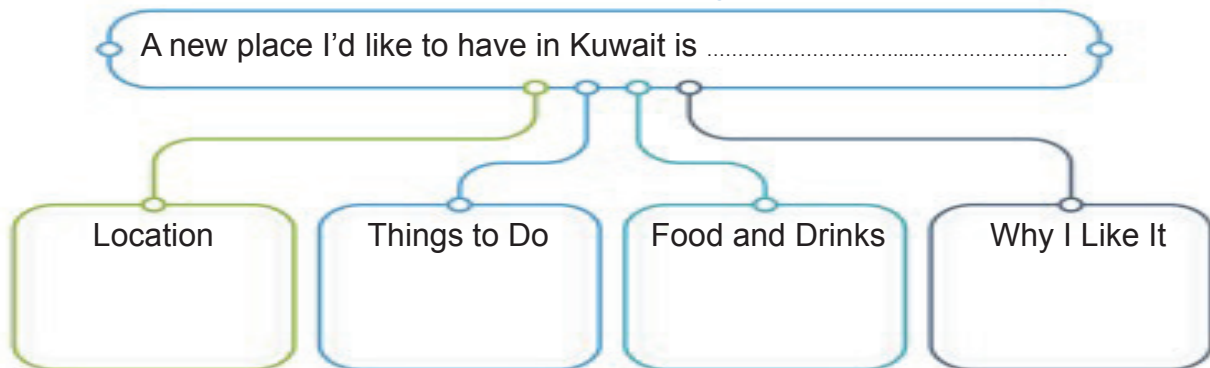 A new place I’d like to have in Kuwait is ................................................................
Location
Things to Do
Food and Drinks
Why I Like It